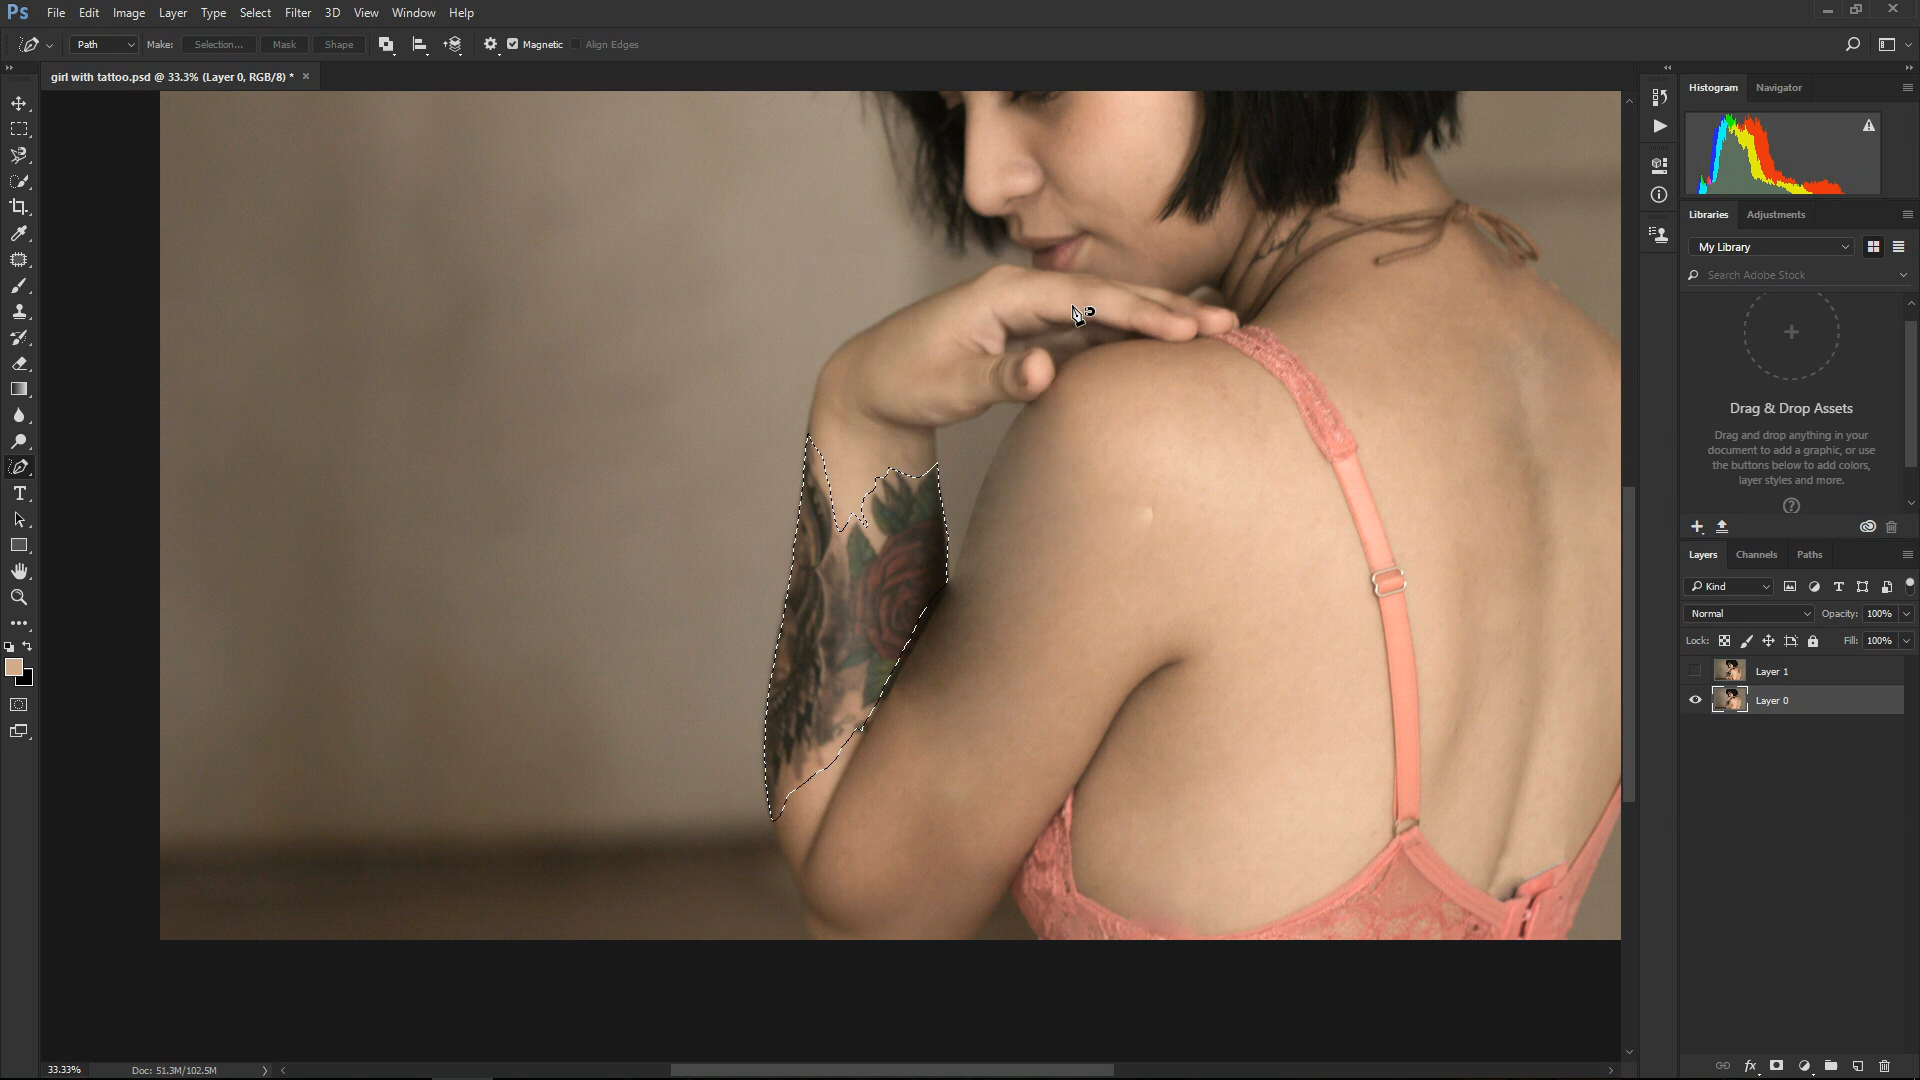 Ps File Edit Image Layer Type Select Filter 3D View Window Help
Path Make: Selection... Mask Shape Magnetic Align Edges
girl with tattoo.psd @ 33.3% (Layer 0, RGB/8) * ×
Histogram Navigator
Libraries Adjustments
My Library
Search Adobe Stock
Drag & Drop Assets
Drag and drop anything in your
document to add a graphic, or use
the buttons below to add colors,
layer styles and more.
Layers Channels Paths
Kind
Normal Opacity: 100%
Lock: Fill: 100%
Layer 1
Layer 0
33.33% Doc: 51.3M/102.5M